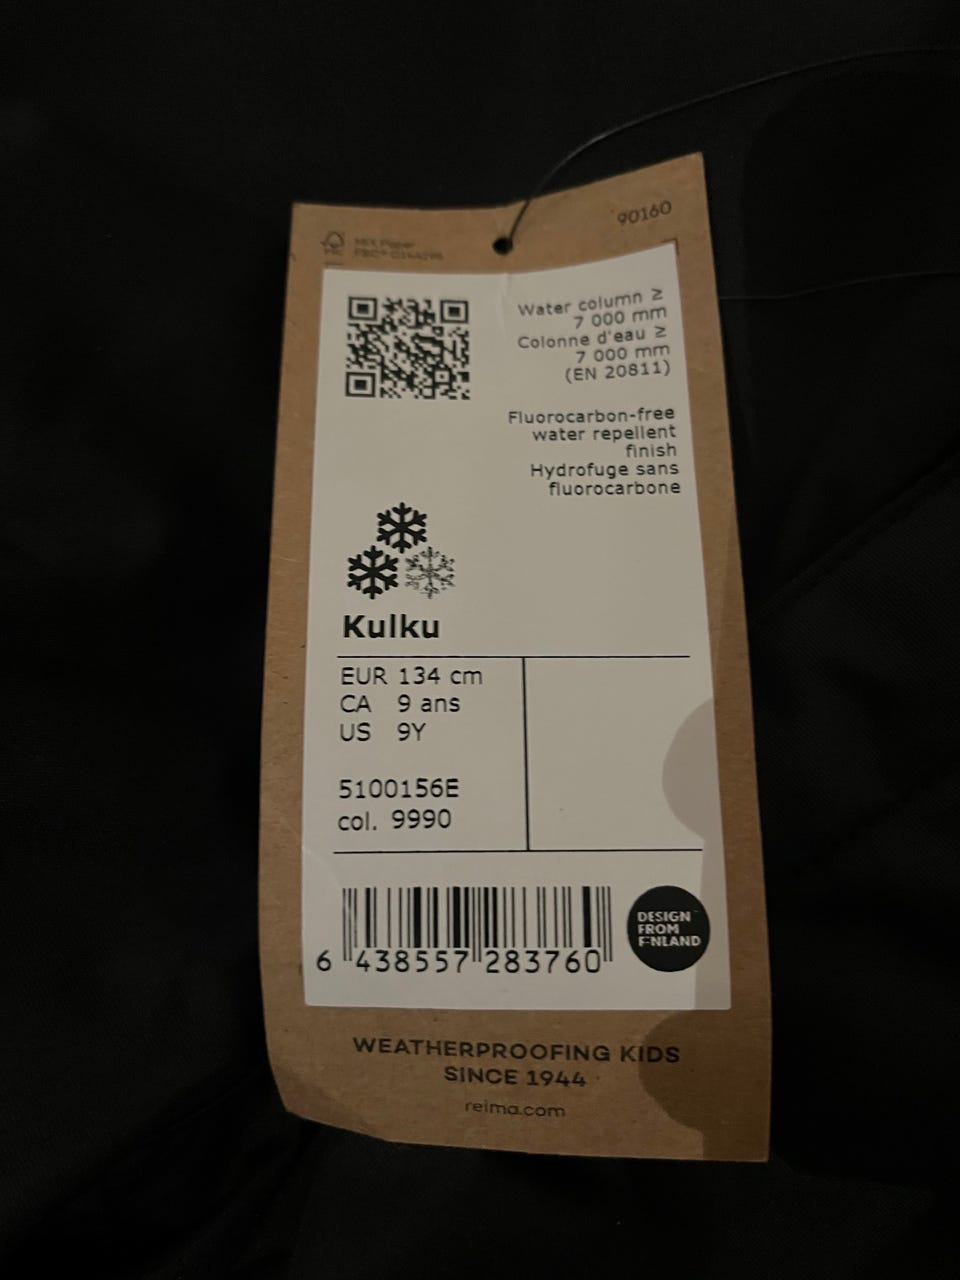 90160
MIX Paper
Water column ≥
7 000 mm
Colonne d'eau ≥
7 000 mm
(EN 20811)
Fluorocarbon-free
water repellent
finish
Hydrofuge sans
fluorocarbone
Kulku
EUR 134 cm
CA 9 ans
US 9Y
5100156E
col. 9990
6 438557 283760
DESIGN
FROM
FINLAND
WEATHERPROOFING KIDS
SINCE 1944
reima.com